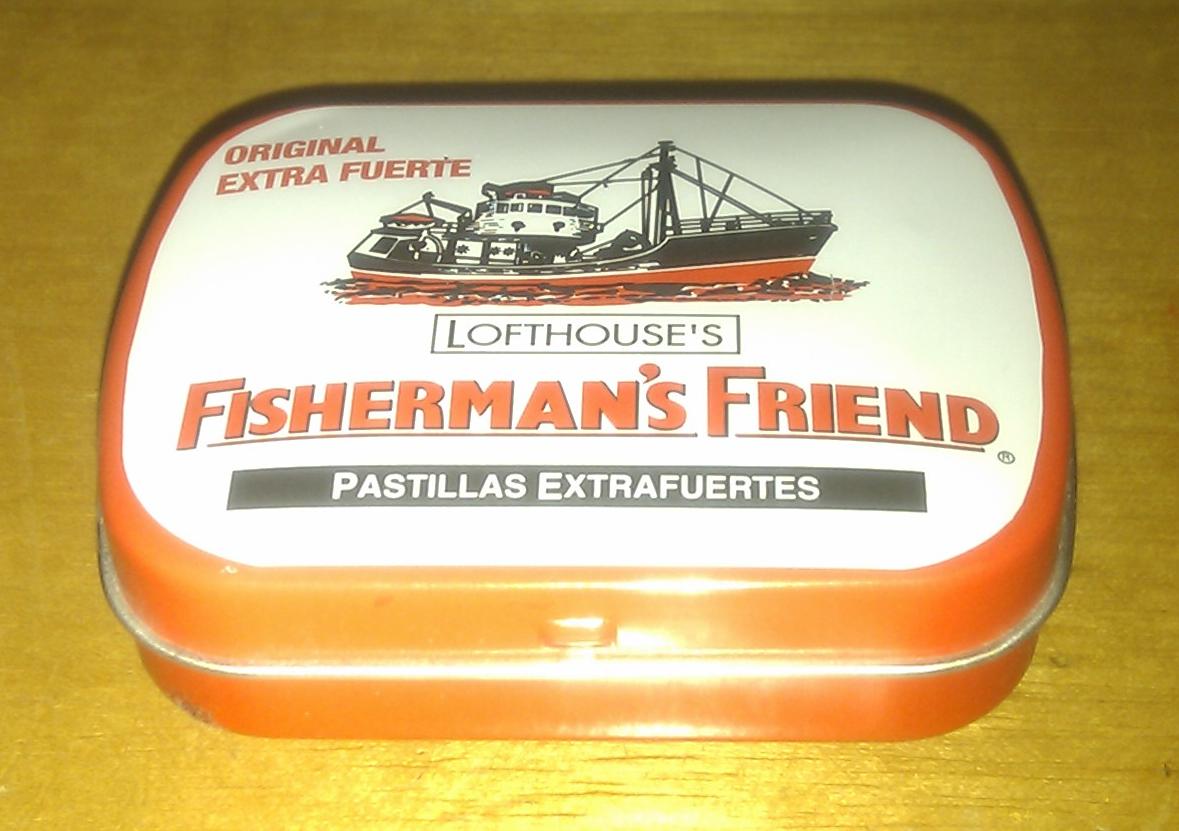 ORIGINAL
EXTRA FUERTE
LOFTHOUSE'S
FISHERMAN'S FRIEND®
PASTILLAS EXTRAFUERTES